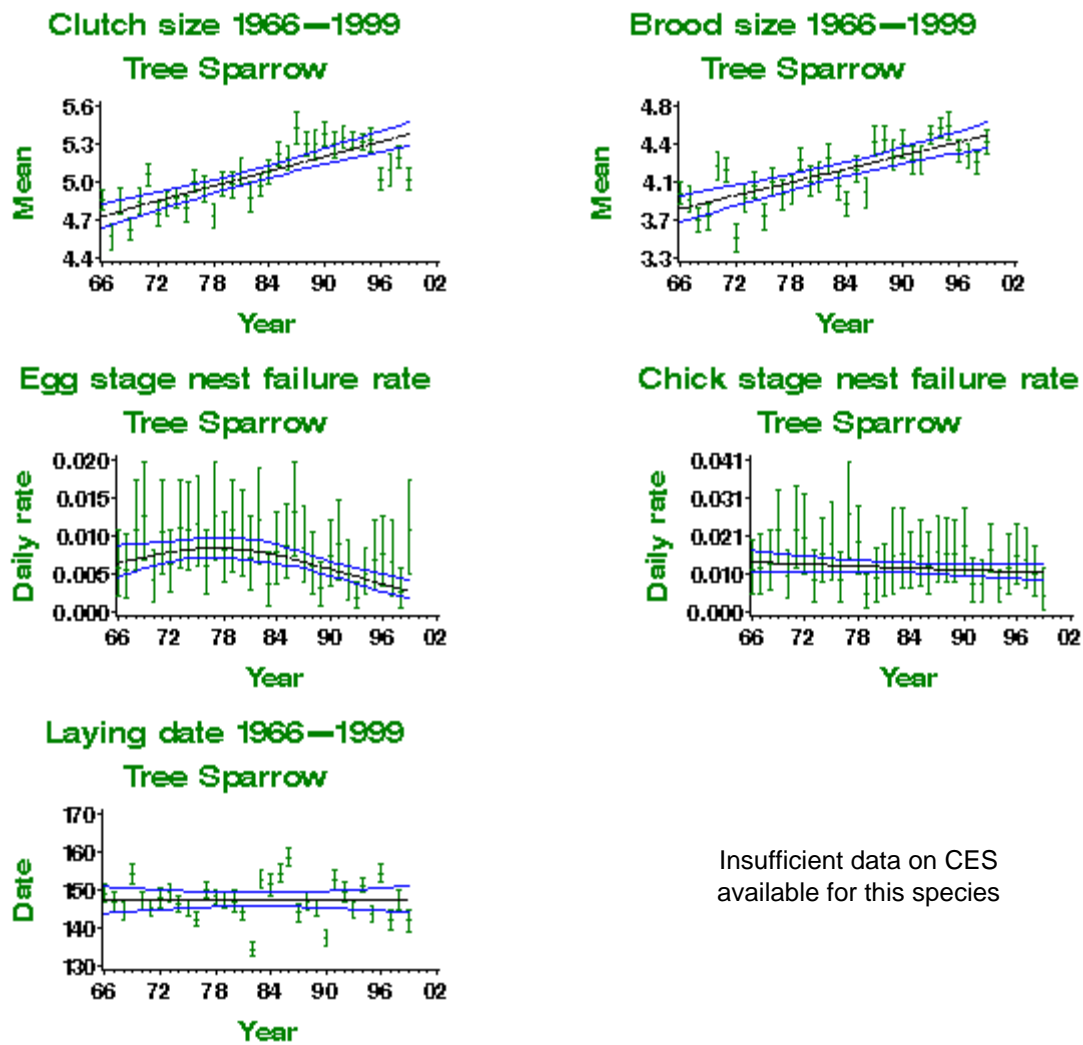 Clutch size 1966—1999
Tree Sparrow
5.6
5.3
5.0
4.7
4.4
Mean
66 72 78 84 90 96 02
Year
Brood size 1966—1999
Tree Sparrow
4.8
4.4
4.1
3.7
3.3
Mean
66 72 78 84 90 96 02
Year
Egg stage nest failure rate
Tree Sparrow
0.020
0.015
0.010
0.005
0.000
Daily rate
66 72 78 84 90 96 02
Year
Chick stage nest failure rate
Tree Sparrow
0.041
0.031
0.021
0.010
0.000
Daily rate
66 72 78 84 90 96 02
Year
Laying date 1966—1999
Tree Sparrow
170
160
150
140
130
Date
66 72 78 84 90 96 02
Year
Insufficient data on CES
available for this species